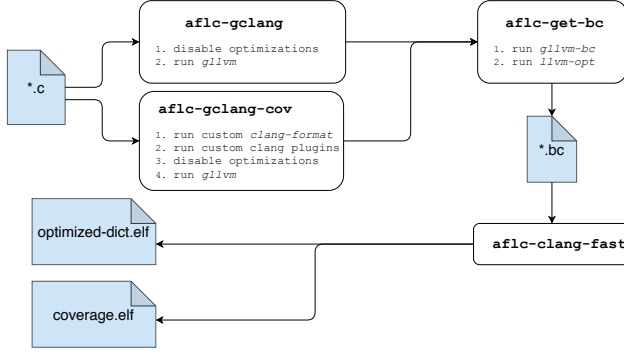 *.c
aflc-gclang
1. disable optimizations
2. run gllvm
aflc-gclang-cov
1. run custom clang-format
2. run custom clang plugins
3. disable optimizations
4. run gllvm
aflc-get-bc
1. run gllvm-bc
2. run llvm-opt
*.bc
aflc-clang-fast
optimized-dict.elf
coverage.elf